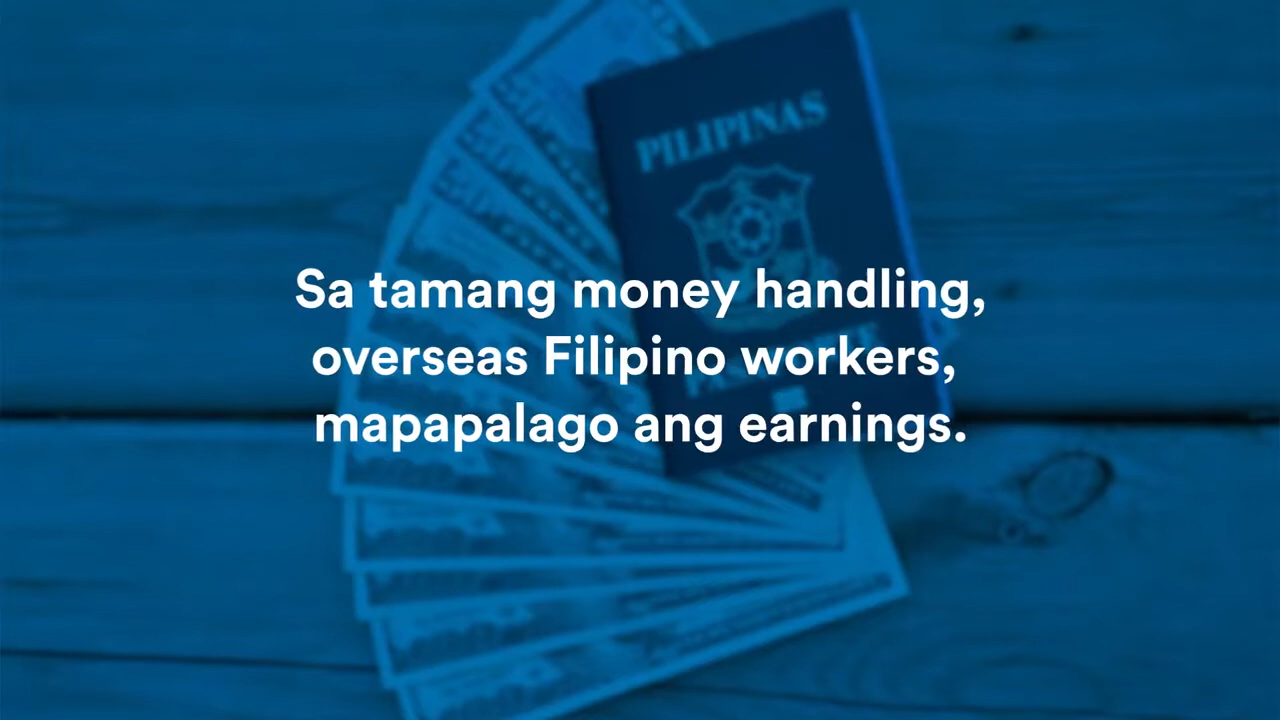 PILIPINAS
Sa tamang money handling,
overseas Filipino workers,
mapapalago ang earnings.